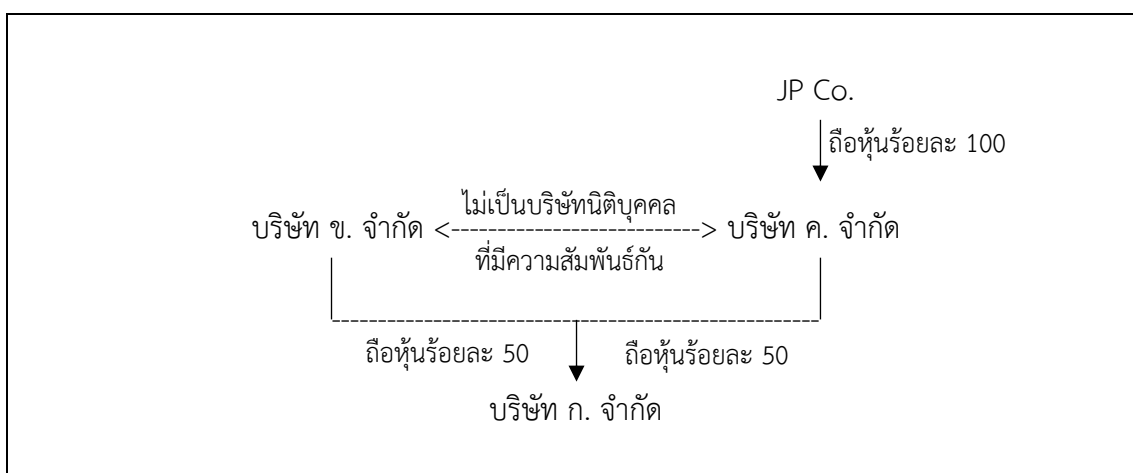 JP Co.
ถือหุ้นร้อยละ 100
ไม่เป็นบริษัทนิติบุคคล
บริษัท ข. จำกัด <---------------------------> บริษัท ค. จำกัด
ที่มีความสัมพันธ์กัน
ถือหุ้นร้อยละ 50 ถือหุ้นร้อยละ 50
บริษัท ก. จำกัด